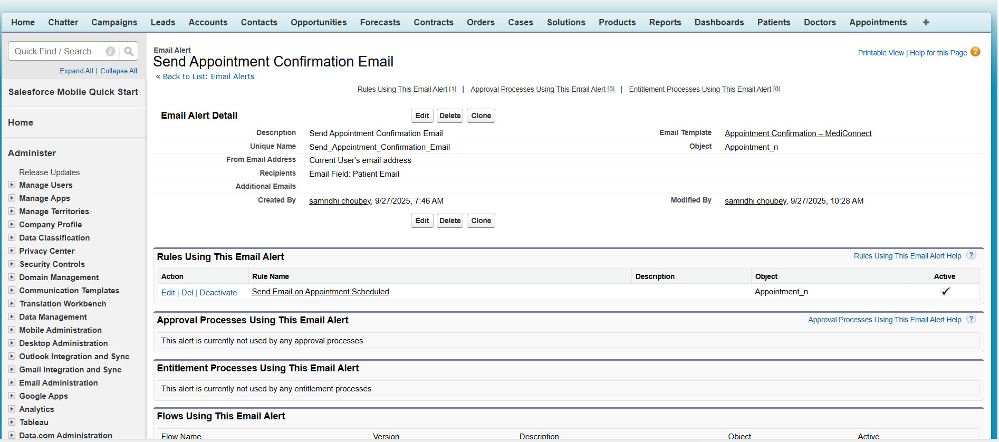 Home Chatter Campaigns Leads Accounts Contacts Opportunities Forecasts Contracts Orders Cases Solutions Products Reports Dashboards Patients Doctors Appointments +
Quick Find / Search... i
Expand All | Collapse All
Salesforce Mobile Quick Start
Home
Administer
Release Updates
Manage Users
Manage Apps
Manage Territories
Company Profile
Data Classification
Privacy Center
Security Controls
Domain Management
Communication Templates
Translation Workbench
Data Management
Mobile Administration
Desktop Administration
Outlook Integration and Sync
Gmail Integration and Sync
Email Administration
Google Apps
Analytics
Tableau
Data.com Administration
Email Alert
Send Appointment Confirmation Email
Printable View | Help for this Page ?
« Back to List: Email Alerts
Rules Using This Email Alert [1] | Approval Processes Using This Email Alert [0] | Entitlement Processes Using This Email Alert [0]
Email Alert Detail Edit Delete Clone
Description Send Appointment Confirmation Email Email Template Appointment Confirmation – MediConnect
Unique Name Send_Appointment_Confirmation_Email Object Appointment_n
From Email Address Current User's email address
Recipients Email Field: Patient Email
Additional Emails
Created By samridhi choubey, 9/27/2025, 7:46 AM Modified By samridhi choubey, 9/27/2025, 10:28 AM
Edit Delete Clone
Rules Using This Email Alert Rules Using This Email Alert Help ?
Action Rule Name Description Object Active
Edit | Del | Deactivate Send Email on Appointment Scheduled Appointment_n ✓
Approval Processes Using This Email Alert Approval Processes Using This Email Alert Help ?
This alert is currently not used by any approval processes
Entitlement Processes Using This Email Alert
This alert is currently not used by any entitlement processes
Flows Using This Email Alert
Flow Name Version Description Object Active